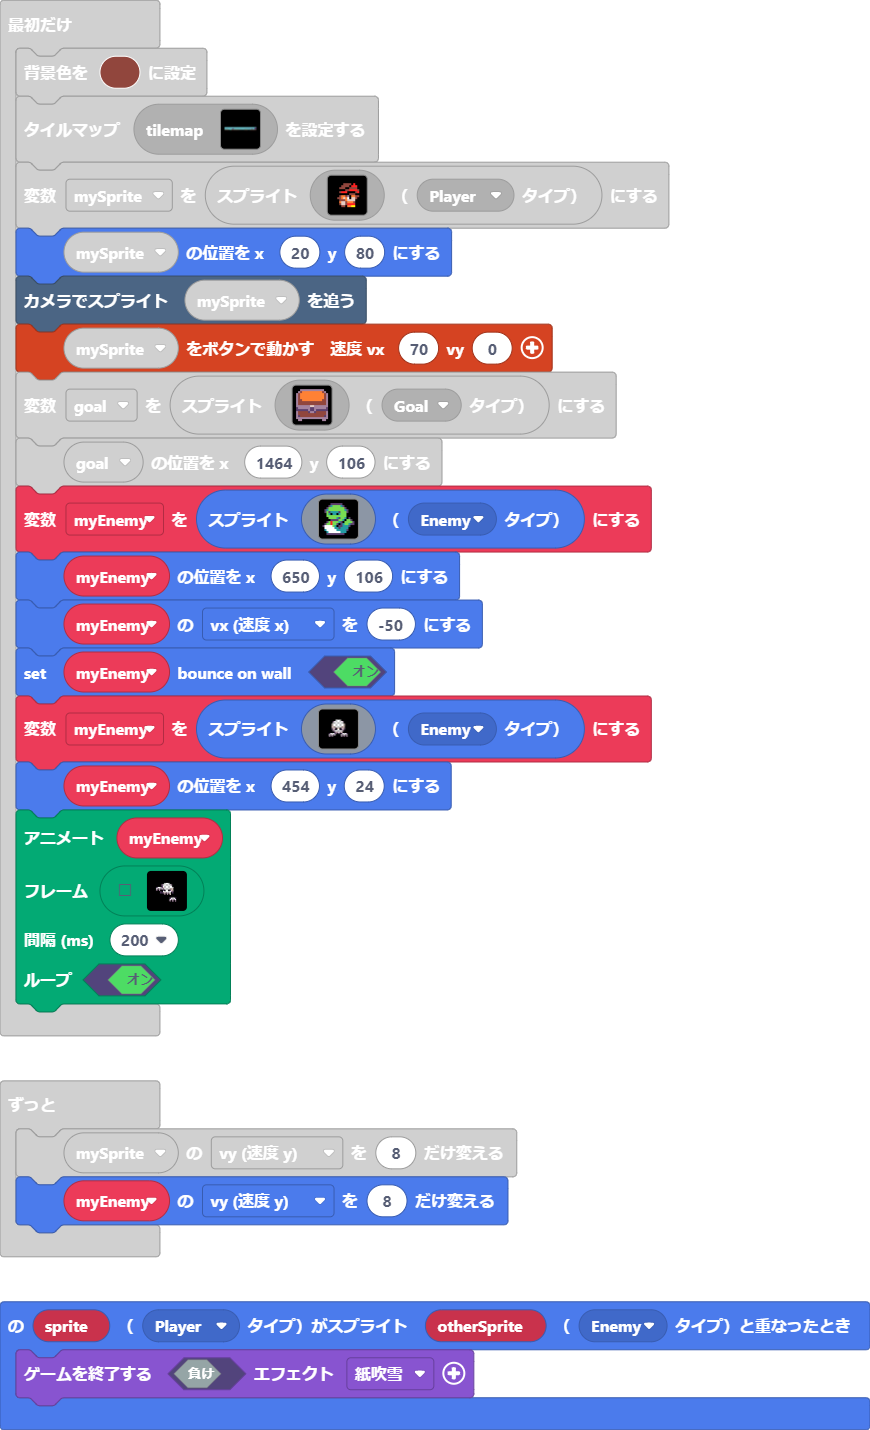 最初だけ
背景色を に設定
タイルマップ tilemap を設定する
変数 mySprite を スプライト ( Player タイプ) にする
mySprite の位置を x 20 y 80 にする
カメラでスプライト mySprite を追う
mySprite をボタンで動かす 速度 vx 70 vy 0
変数 goal を スプライト ( Goal タイプ) にする
goal の位置を x 1464 y 106 にする
変数 myEnemy を スプライト ( Enemy タイプ) にする
myEnemy の位置を x 650 y 106 にする
myEnemy の vx (速度 x) を -50 にする
set myEnemy bounce on wall オン
変数 myEnemy を スプライト ( Enemy タイプ) にする
myEnemy の位置を x 454 y 24 にする
アニメート myEnemy
フレーム
間隔 (ms) 200
ループ オン
ずっと
mySprite の vy (速度 y) を 8 だけ変える
myEnemy の vy (速度 y) を 8 だけ変える
の sprite ( Player タイプ) がスプライト otherSprite ( Enemy タイプ) と重なったとき
ゲームを終了する 負け エフェクト 紙吹雪